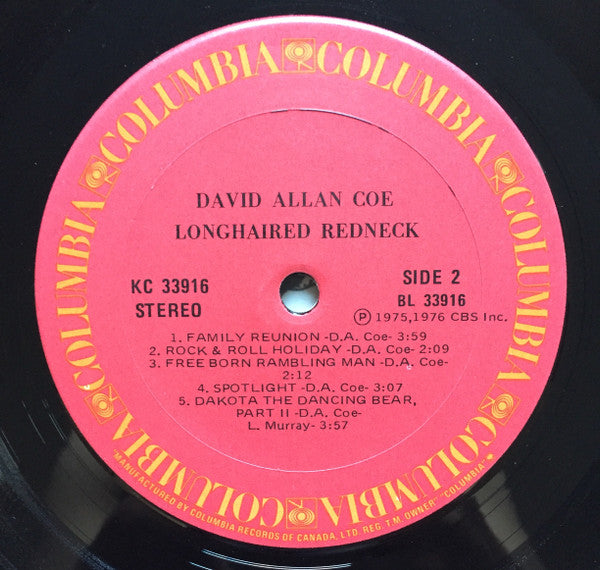 COLUMBIA COLUMBIA COLUMBIA COLUMBIA COLUMBIA COLUMBIA
DAVID ALLAN COE
LONGHAIRED REDNECK
KC 33916
STEREO
SIDE 2
BL 33916
Ⓟ 1975,1976 CBS Inc.
1. FAMILY REUNION -D.A. Coe- 3:59
2. ROCK & ROLL HOLIDAY -D.A. Coe- 2:09
3. FREE BORN RAMBLING MAN -D.A. Coe-
2:12
4. SPOTLIGHT -D.A. Coe- 3:07
5. DAKOTA THE DANCING BEAR,
PART II -D.A. Coe-
L. Murray- 3:57
"MANUFACTURED BY COLUMBIA RECORDS OF CANADA, LTD. REG. T.M. OWNER" "COLUMBIA"